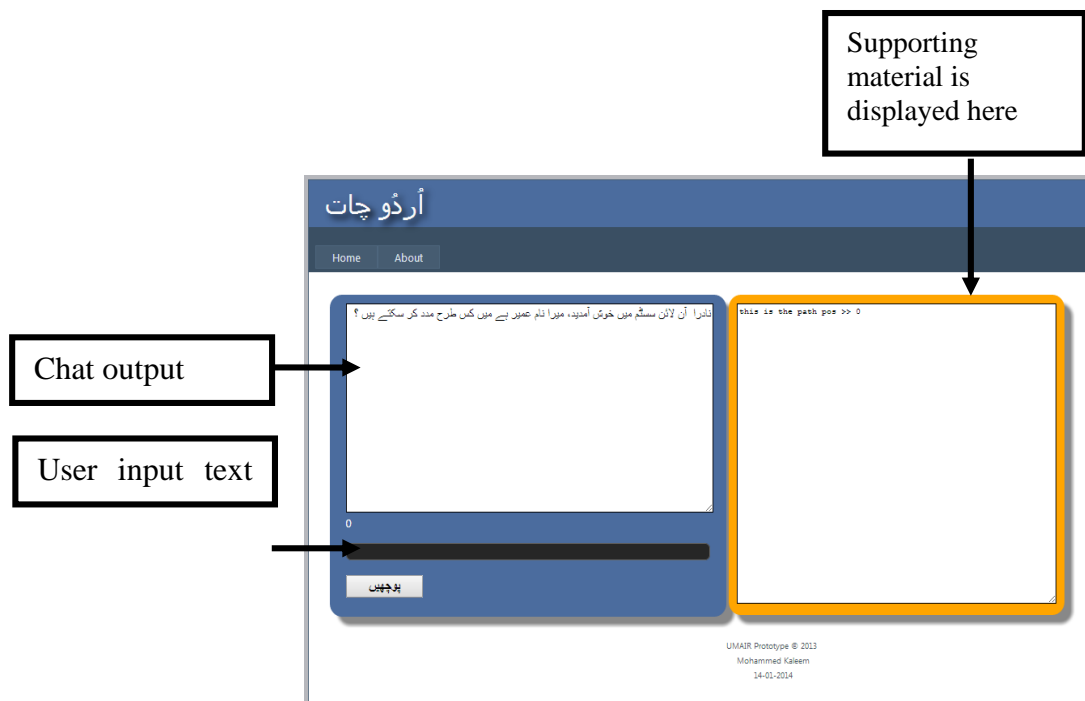 Supporting
material is
displayed here
اُردُو چات
Home About
نادرا آن لائن سسٹم میں خوش آمدید، میرا نام عمیر ہے میں کس طرح مدد کر سکتے ہیں ؟
this is the path pos >> 0
Chat output
User input text
0
پوچھیں
UMAIR Prototype © 2013
Mohammed Kaleem
14-01-2014